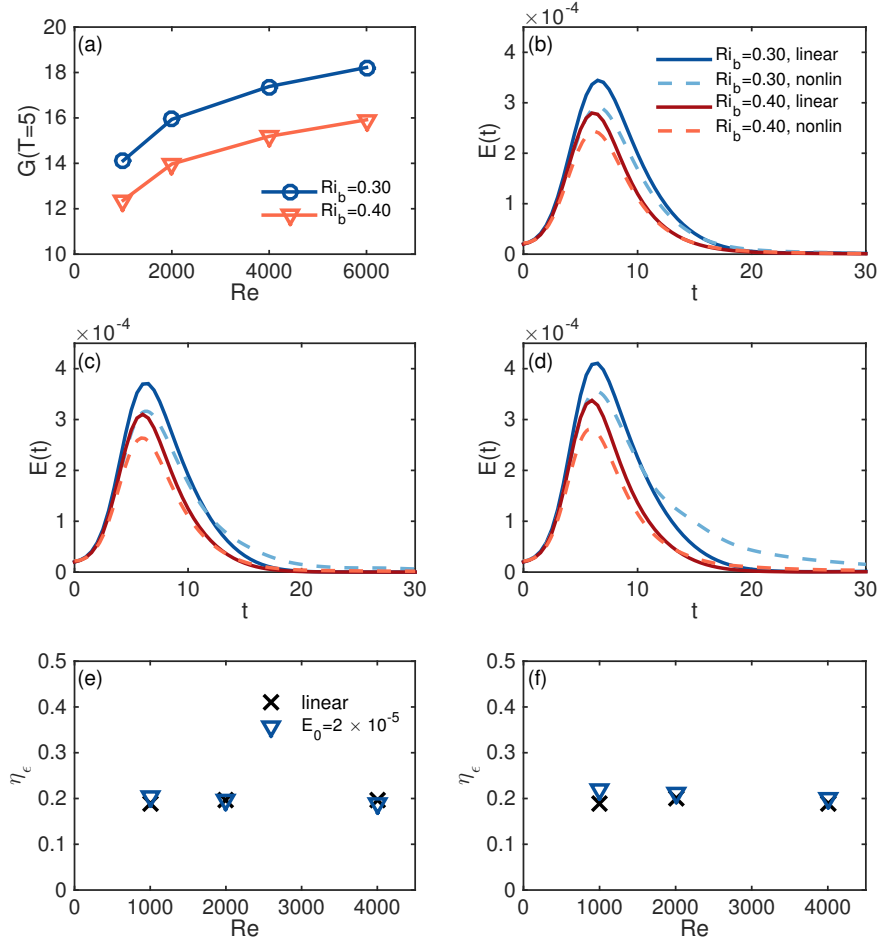 (a)
G(T=5)
20
18
16
14
12
10
0
2000
4000
6000
Re
Ri_b=0.30
Ri_b=0.40
(b)
×10^-4
E(t)
4
3
2
1
0
0
10
20
30
t
Ri_b=0.30, linear
Ri_b=0.30, nonlin
Ri_b=0.40, linear
Ri_b=0.40, nonlin
(c)
×10^-4
E(t)
4
3
2
1
0
0
10
20
30
t
(d)
×10^-4
E(t)
4
3
2
1
0
0
10
20
30
t
(e)
η_ϵ
0.5
0.4
0.3
0.2
0.1
0
0
1000
2000
3000
4000
Re
linear
E_0=2 × 10^-5
(f)
η_ϵ
0.5
0.4
0.3
0.2
0.1
0
0
1000
2000
3000
4000
Re